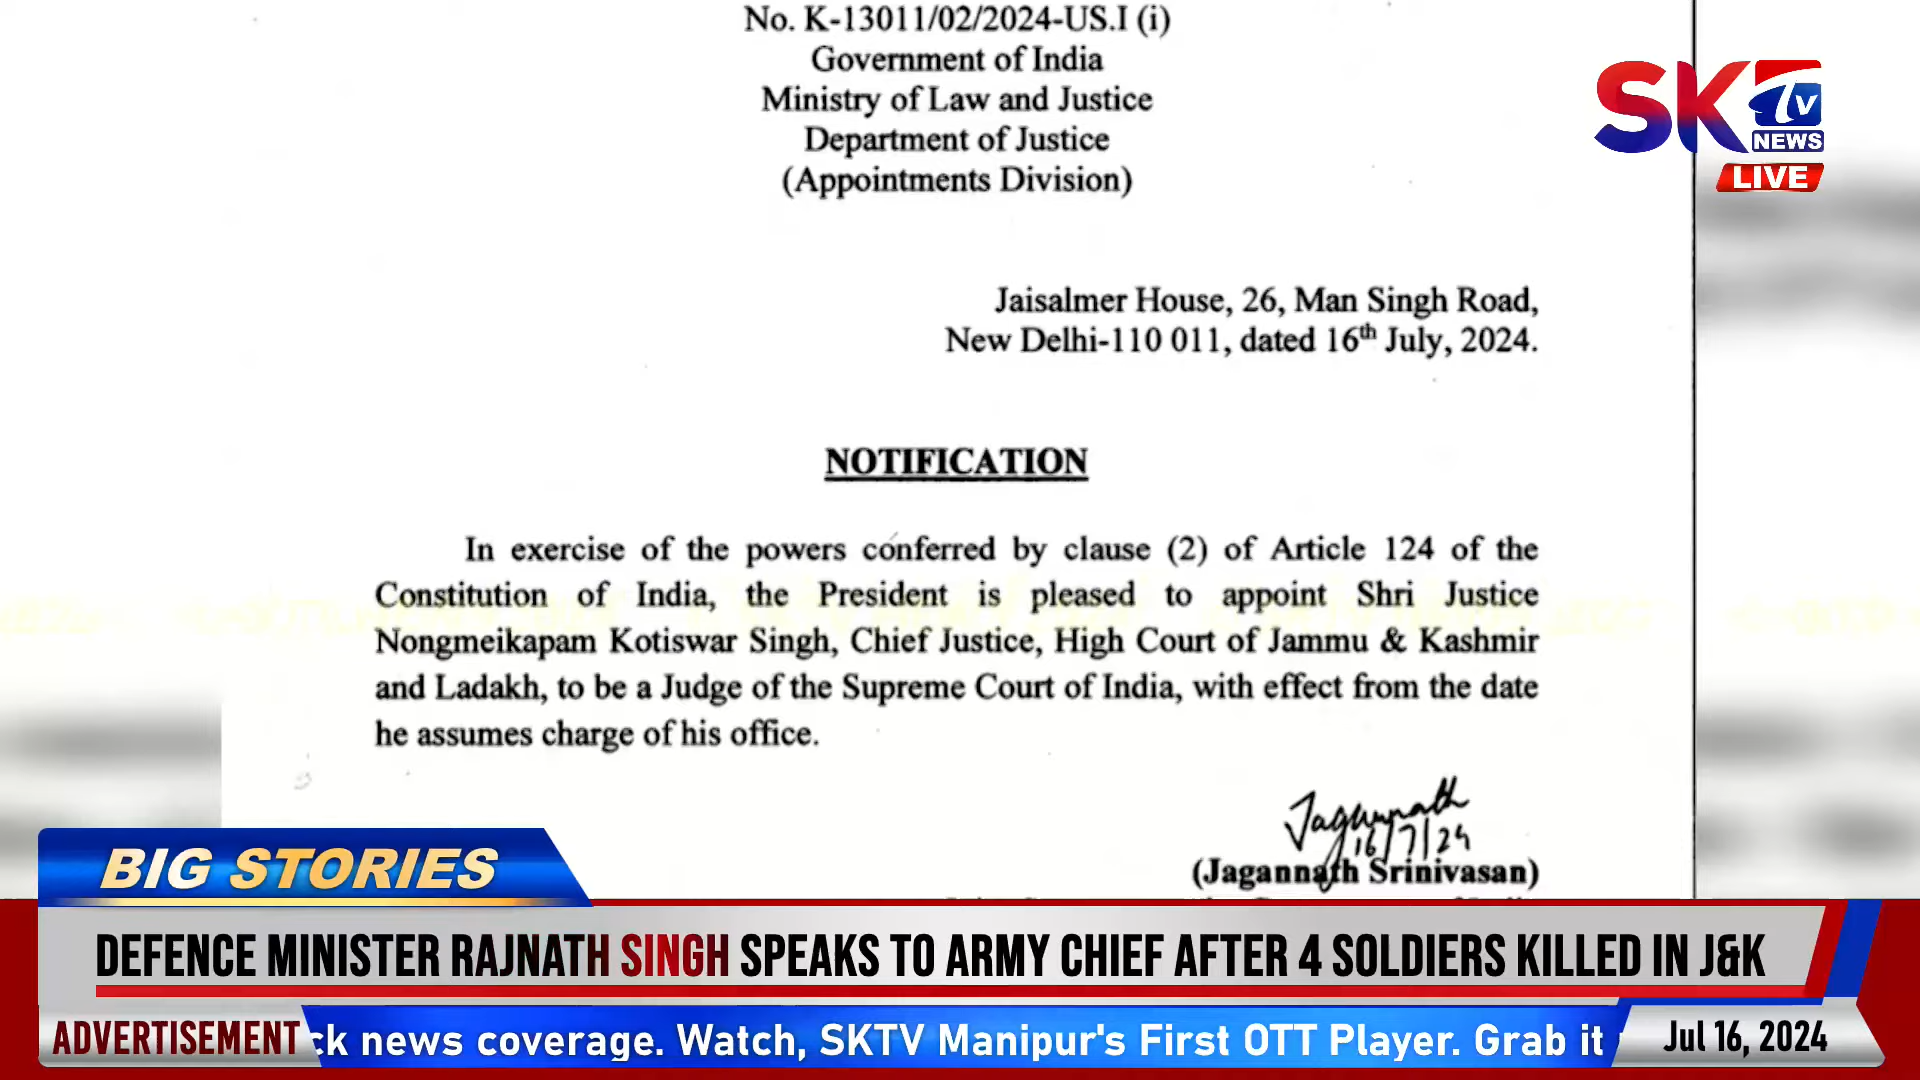 No. K-13011/02/2024-US.I (i)
Government of India
Ministry of Law and Justice
Department of Justice
(Appointments Division)
SK TV NEWS
LIVE
Jaisalmer House, 26, Man Singh Road,
New Delhi-110 011, dated 16th July, 2024.
NOTIFICATION
In exercise of the powers conferred by clause (2) of Article 124 of the
Constitution of India, the President is pleased to appoint Shri Justice
Nongmeikapam Kotiswar Singh, Chief Justice, High Court of Jammu & Kashmir
and Ladakh, to be a Judge of the Supreme Court of India, with effect from the date
he assumes charge of his office.
Jagannath
16/7/24
(Jagannath Srinivasan)
BIG STORIES
DEFENCE MINISTER RAJNATH SINGH SPEAKS TO ARMY CHIEF AFTER 4 SOLDIERS KILLED IN J&K
ADVERTISEMENT ck news coverage. Watch, SKTV Manipur's First OTT Player. Grab it
Jul 16, 2024